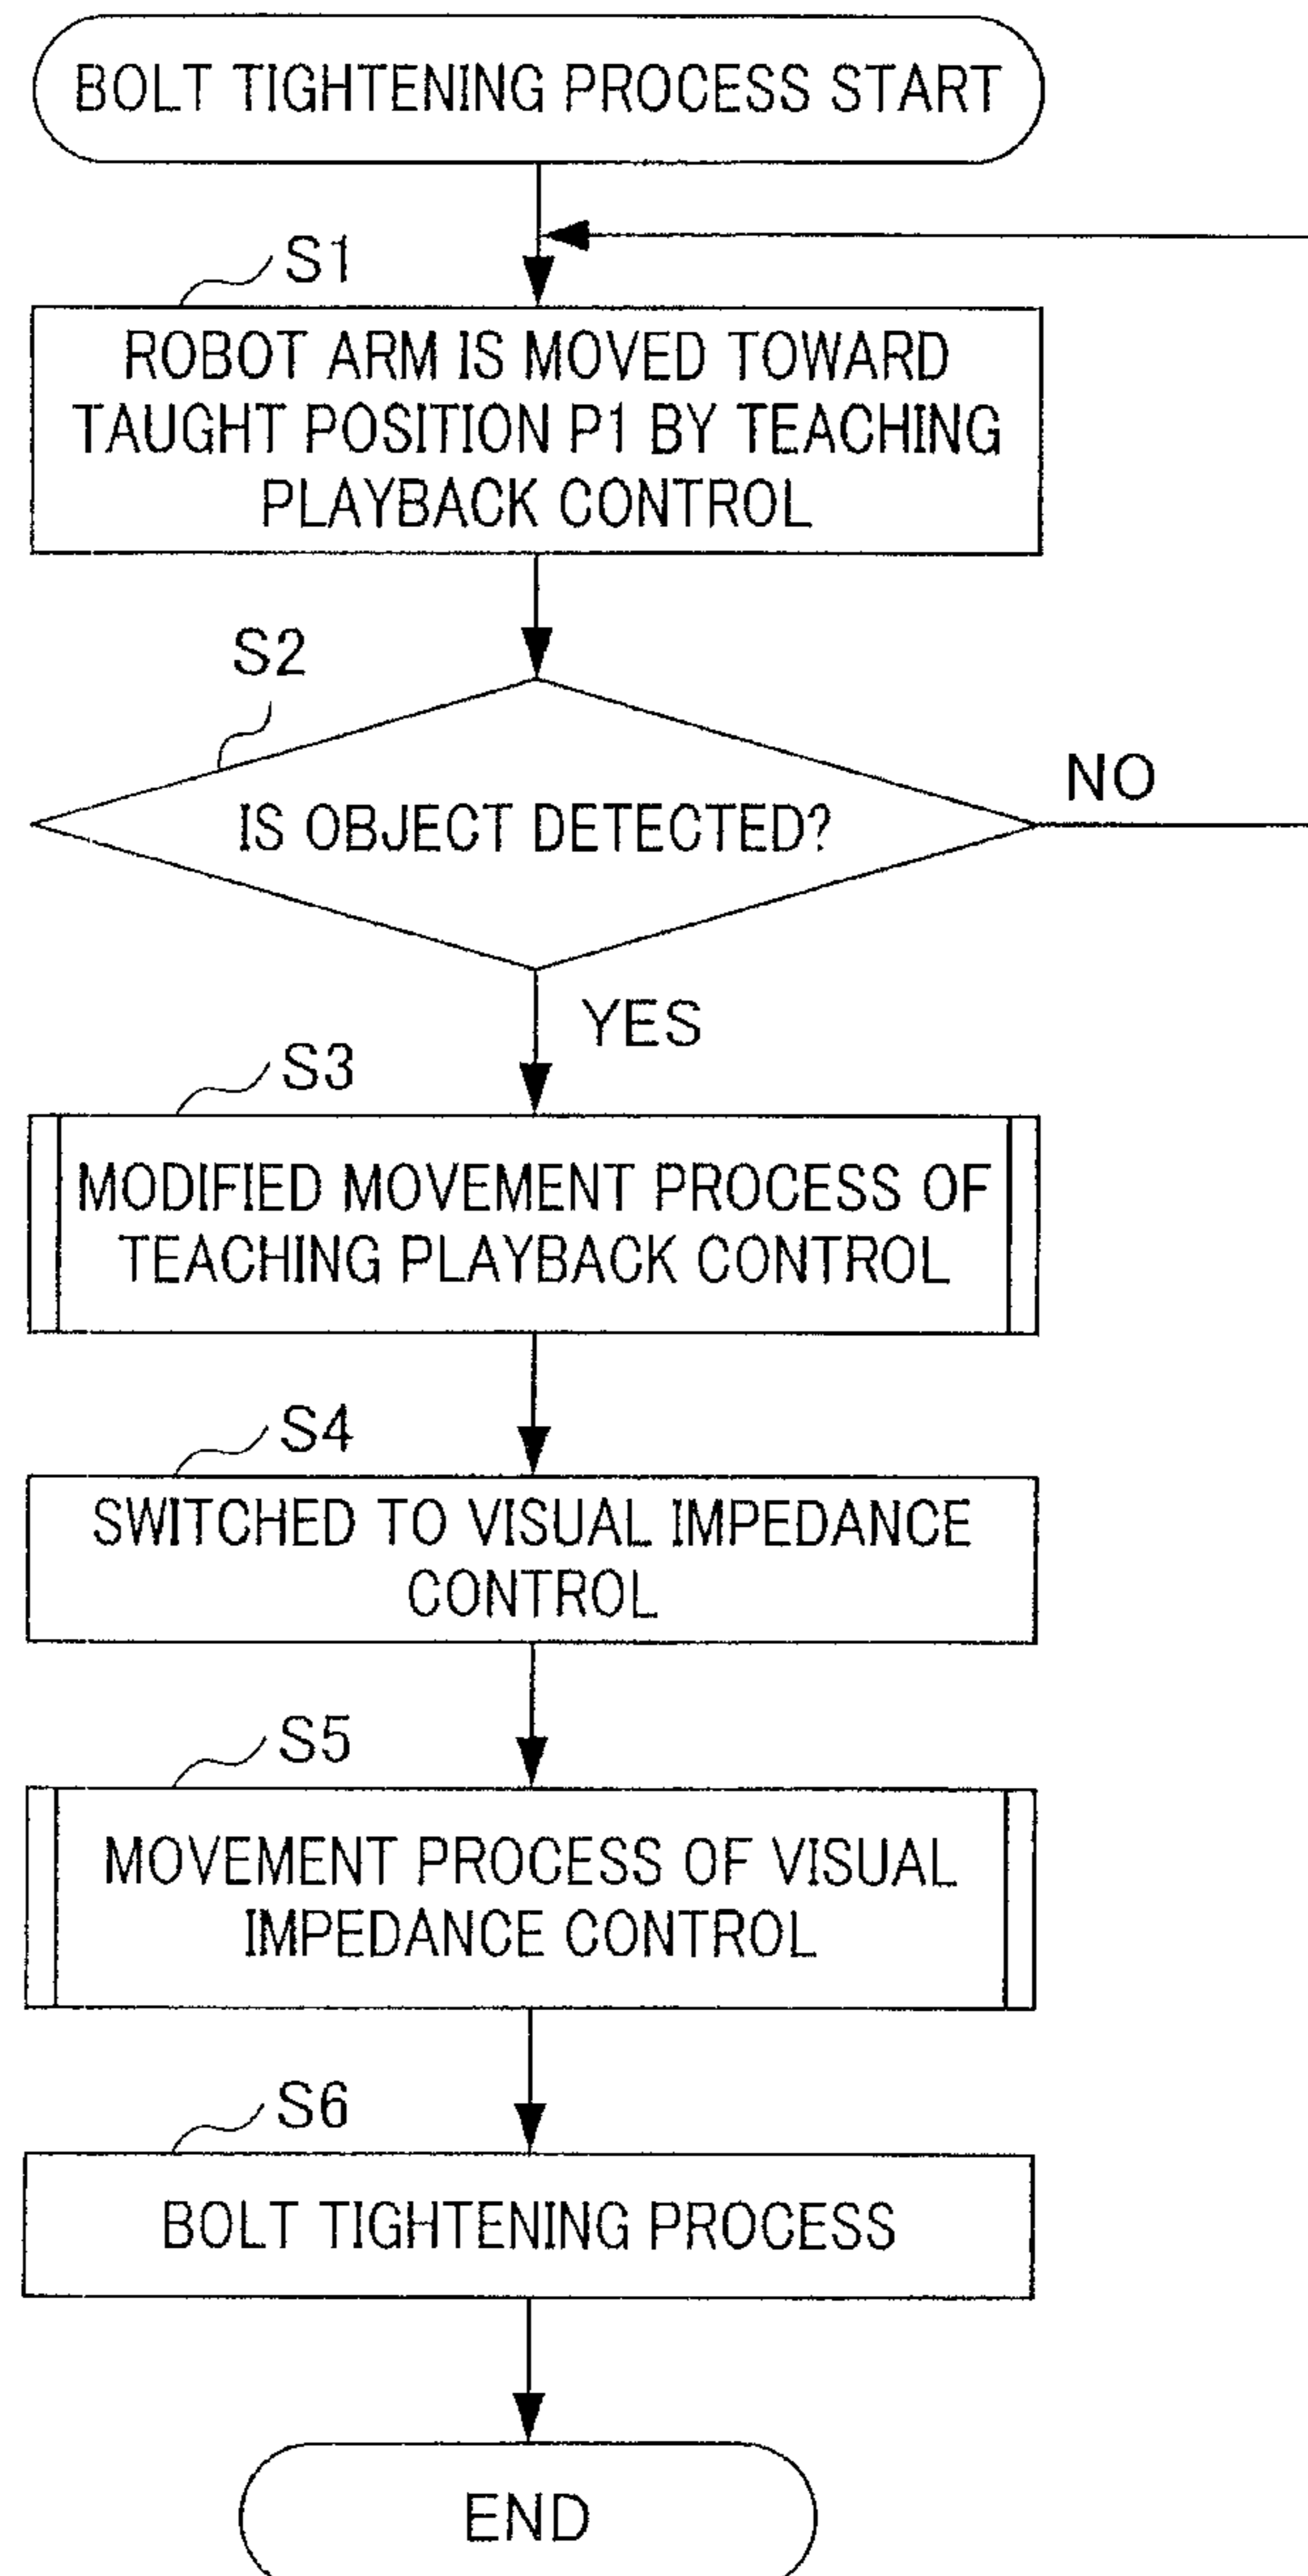 BOLT TIGHTENING PROCESS START
S1
ROBOT ARM IS MOVED TOWARD
TAUGHT POSITION P1 BY TEACHING
PLAYBACK CONTROL
S2
IS OBJECT DETECTED?
NO
YES
S3
MODIFIED MOVEMENT PROCESS OF
TEACHING PLAYBACK CONTROL
S4
SWITCHED TO VISUAL IMPEDANCE
CONTROL
S5
MOVEMENT PROCESS OF VISUAL
IMPEDANCE CONTROL
S6
BOLT TIGHTENING PROCESS
END